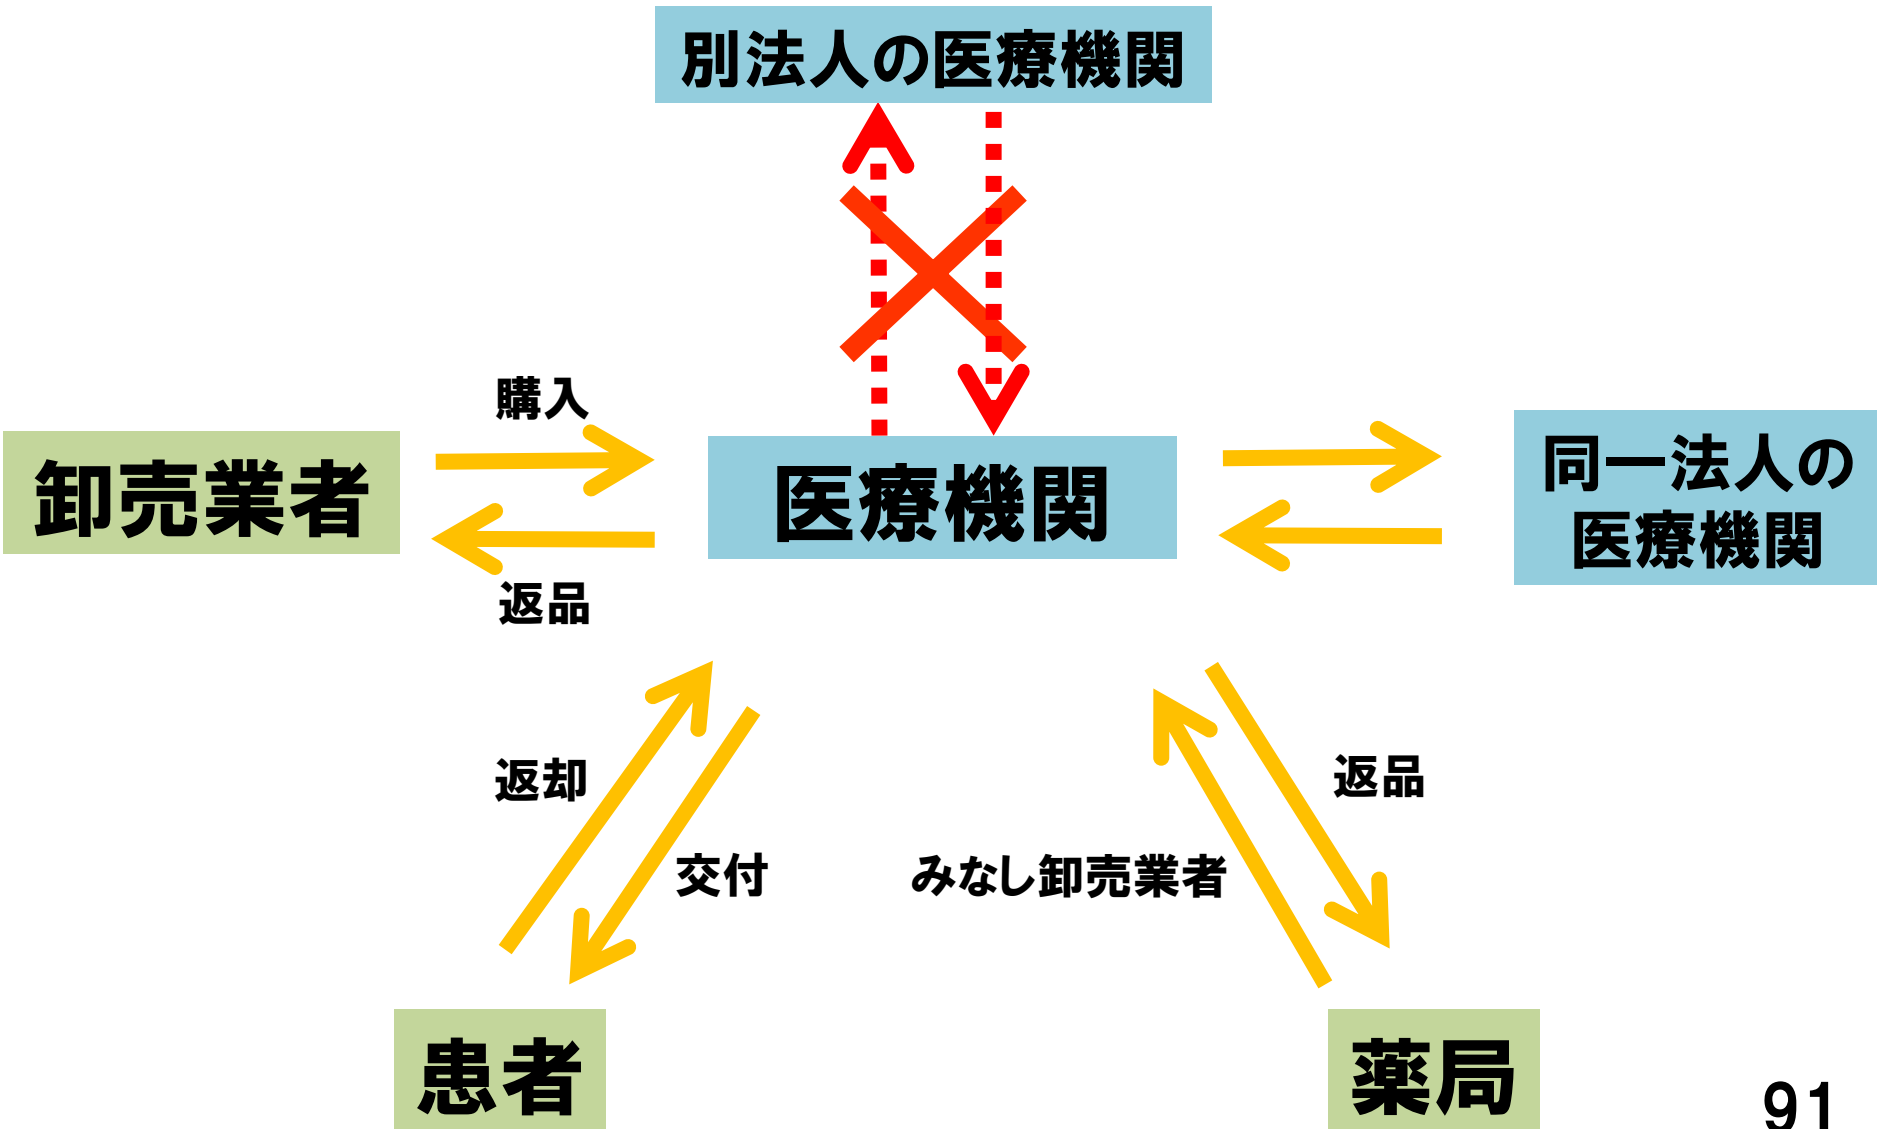 別法人の医療機関
購入
卸売業者
医療機関
同一法人の
医療機関
返品
返却
返品
交付
みなし卸売業者
患者
薬局
91